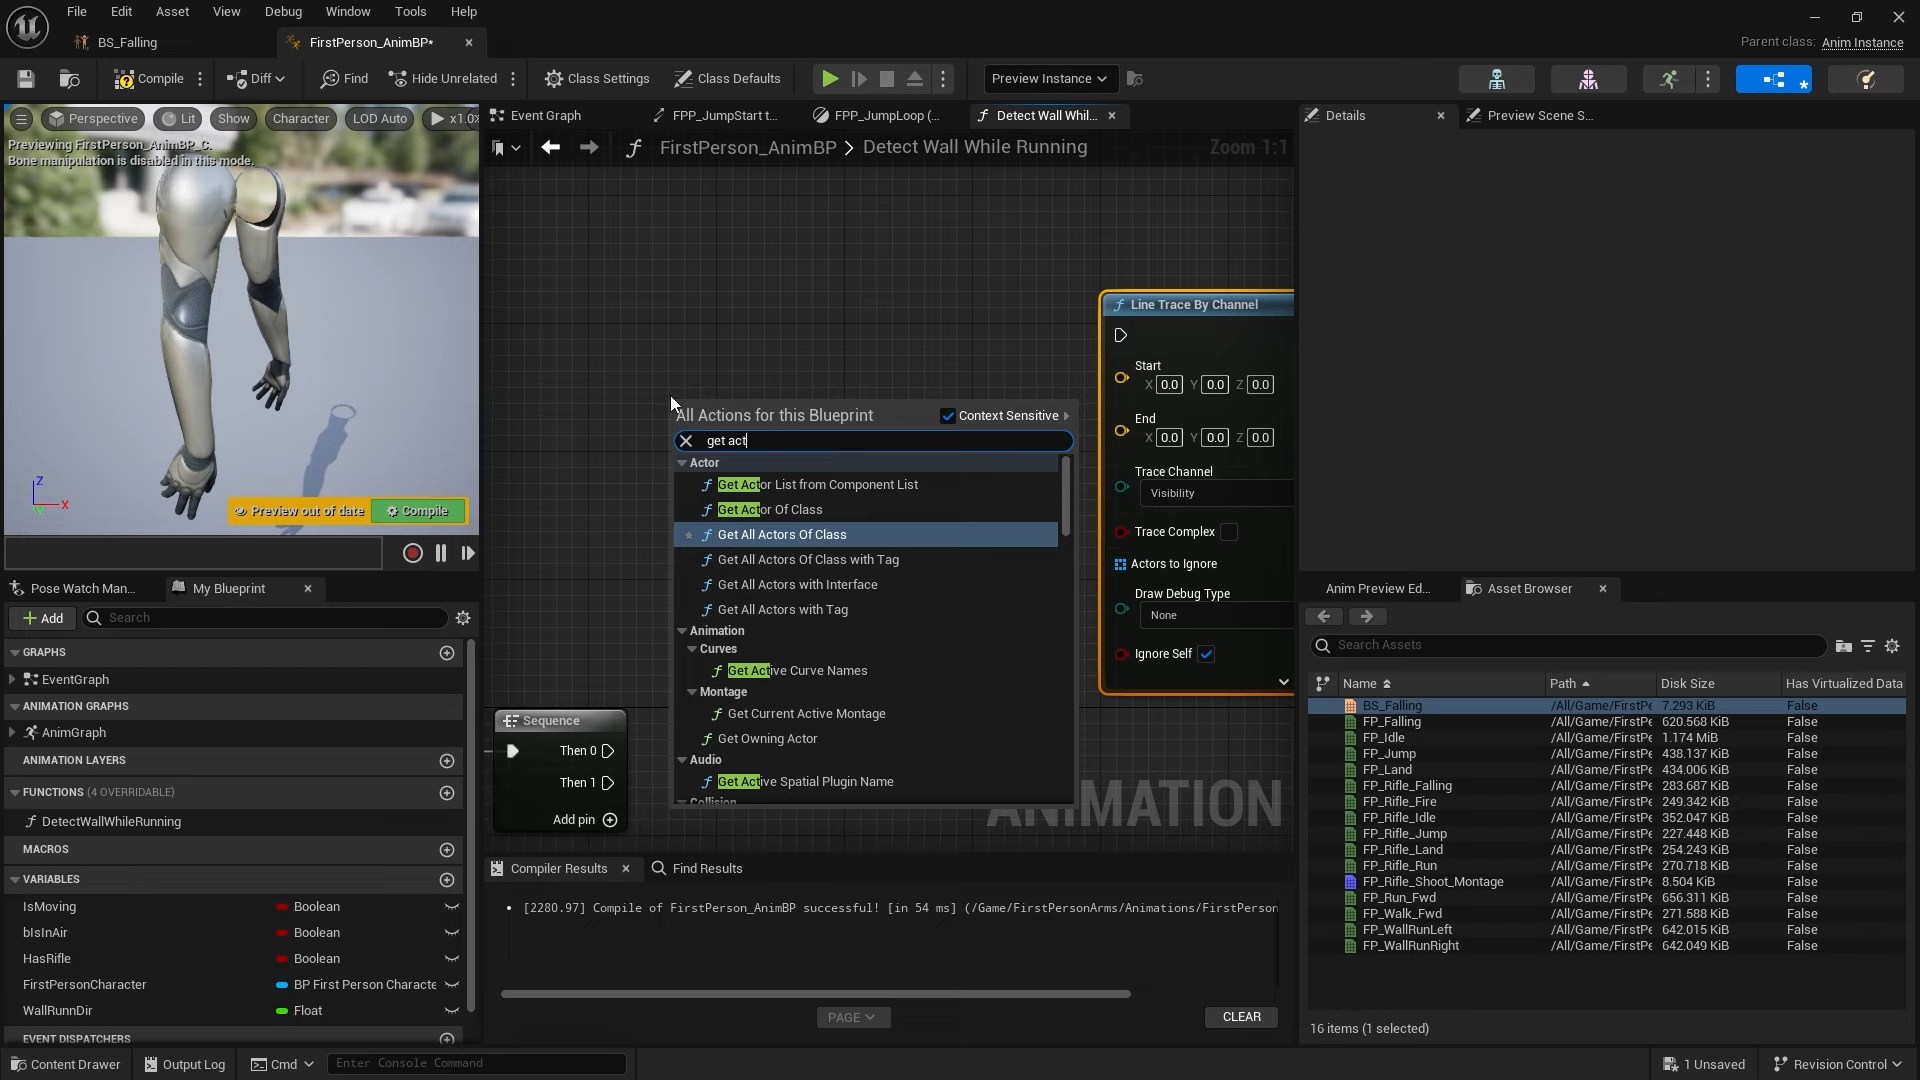 File Edit Asset View Debug Window Tools Help
BS_Falling
FirstPerson_AnimBP*
Parent class: Anim Instance
Compile
Diff
Find
Hide Unrelated
Class Settings
Class Defaults
Preview Instance
Perspective
Lit
Show
Character
LOD Auto
x1.0
Previewing FirstPerson_AnimBP_C.
Bone manipulation is disabled in this mode.
Z
X
Preview out of date
Compile
Event Graph
FPP_JumpStart t...
FPP_JumpLoop (...
Detect Wall Whil...
FirstPerson_AnimBP > Detect Wall While Running
Zoom 1:1
Line Trace By Channel
Start
X 0.0 Y 0.0 Z 0.0
End
X 0.0 Y 0.0 Z 0.0
Trace Channel
Visibility
Trace Complex
Actors to Ignore
Draw Debug Type
None
Ignore Self
All Actions for this Blueprint
Context Sensitive
get act
Actor
Get Actor List from Component List
Get Actor Of Class
Get All Actors Of Class
Get All Actors Of Class with Tag
Get All Actors with Interface
Get All Actors with Tag
Animation
Curves
Get Active Curve Names
Montage
Get Current Active Montage
Get Owning Actor
Audio
Get Active Spatial Plugin Name
Collision
Sequence
Then 0
Then 1
Add pin
ANIMATION
Compiler Results
Find Results
[2280.97] Compile of FirstPerson_AnimBP successful! [in 54 ms] (/Game/FirstPersonArms/Animations/FirstPerson
PAGE
CLEAR
Pose Watch Man...
My Blueprint
Add
Search
GRAPHS
EventGraph
ANIMATION GRAPHS
AnimGraph
ANIMATION LAYERS
FUNCTIONS (4 OVERRIDABLE)
DetectWallWhileRunning
MACROS
VARIABLES
IsMoving Boolean
bIsInAir Boolean
HasRifle Boolean
FirstPersonCharacter BP First Person Characte
WallRunnDir Float
EVENT DISPATCHERS
Details
Preview Scene S...
Anim Preview Ed...
Asset Browser
Search Assets
Name Path Disk Size Has Virtualized Data
BS_Falling /All/Game/FirstPe 7.293 KiB False
FP_Falling /All/Game/FirstPe 620.568 KiB False
FP_Idle /All/Game/FirstPe 1.174 MiB False
FP_Jump /All/Game/FirstPe 438.137 KiB False
FP_Land /All/Game/FirstPe 434.006 KiB False
FP_Rifle_Falling /All/Game/FirstPe 283.687 KiB False
FP_Rifle_Fire /All/Game/FirstPe 249.342 KiB False
FP_Rifle_Idle /All/Game/FirstPe 352.047 KiB False
FP_Rifle_Jump /All/Game/FirstPe 227.448 KiB False
FP_Rifle_Land /All/Game/FirstPe 254.243 KiB False
FP_Rifle_Run /All/Game/FirstPe 270.718 KiB False
FP_Rifle_Shoot_Montage /All/Game/FirstPe 8.504 KiB False
FP_Run_Fwd /All/Game/FirstPe 656.311 KiB False
FP_Walk_Fwd /All/Game/FirstPe 271.588 KiB False
FP_WallRunLeft /All/Game/FirstPe 642.015 KiB False
FP_WallRunRight /All/Game/FirstPe 642.049 KiB False
16 items (1 selected)
Content Drawer
Output Log
Cmd
Enter Console Command
1 Unsaved
Revision Control